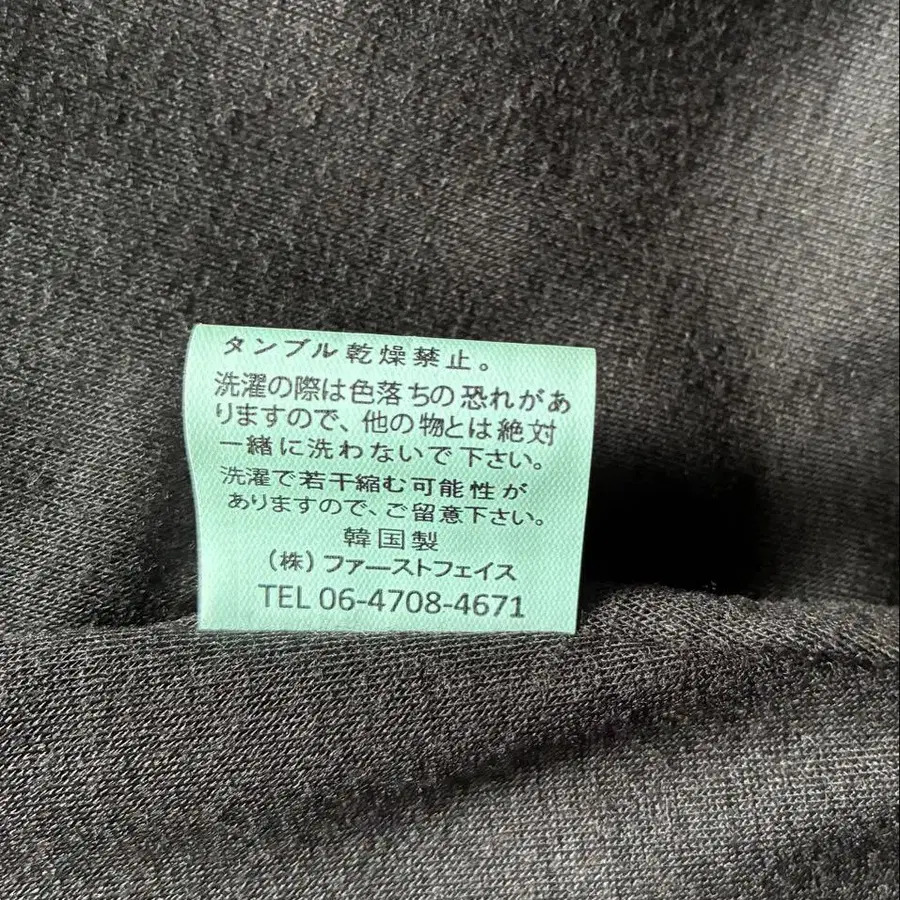 タンブル乾燥禁止。
洗濯の際は色落ちの恐れがあ
りますので、他の物とは絶対
一緒に洗わないで下さい。
洗濯で若干縮む可能性が
ありますので、ご留意下さい。
韓国製
（株）ファーストフェイス
TEL 06-4708-4671